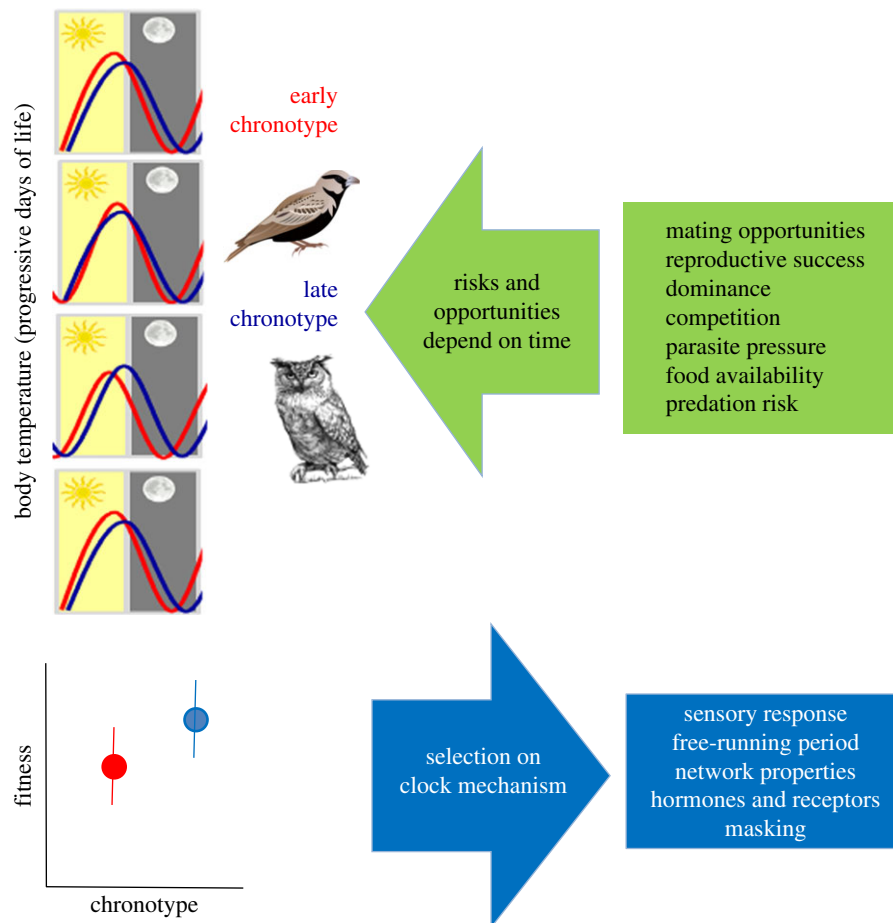 body temperature (progressive days of life)
early
chronotype
late
chronotype
risks and
opportunities
depend on time
mating opportunities
reproductive success
dominance
competition
parasite pressure
food availability
predation risk
fitness
chronotype
selection on
clock mechanism
sensory response
free-running period
network properties
hormones and receptors
masking